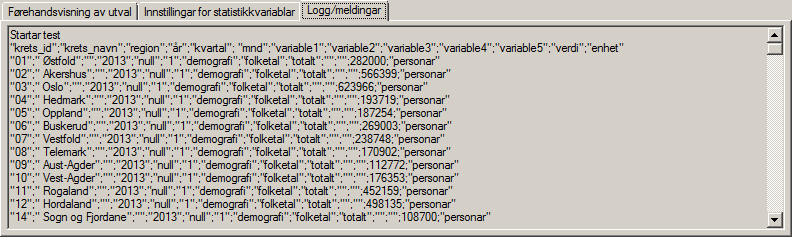 Førehandsvisning av utval Innstillingar for statistikkvariablar Logg/meldingar
Startar test
"krets_id";"krets_navn";"region";"år";"kvartal"; "mnd";"variable1";"variable2";"variable3";"variable4";"variable5";"verdi";"enhet"
"01";" Østfold";"";"2013";"null";"1";"demografi";"folketal";"totalt";"";"";282000;"personar"
"02";" Akershus";"";"2013";"null";"1";"demografi";"folketal";"totalt";"";"";566399;"personar"
"03";" Oslo";"";"2013";"null";"1";"demografi";"folketal";"totalt";"";"";623966;"personar"
"04";" Hedmark";"";"2013";"null";"1";"demografi";"folketal";"totalt";"";"";193719;"personar"
"05";" Oppland";"";"2013";"null";"1";"demografi";"folketal";"totalt";"";"";187254;"personar"
"06";" Buskerud";"";"2013";"null";"1";"demografi";"folketal";"totalt";"";"";269003;"personar"
"07";" Vestfold";"";"2013";"null";"1";"demografi";"folketal";"totalt";"";"";238748;"personar"
"08";" Telemark";"";"2013";"null";"1";"demografi";"folketal";"totalt";"";"";170902;"personar"
"09";" Aust-Agder";"";"2013";"null";"1";"demografi";"folketal";"totalt";"";"";112772;"personar"
"10";" Vest-Agder";"";"2013";"null";"1";"demografi";"folketal";"totalt";"";"";176353;"personar"
"11";" Rogaland";"";"2013";"null";"1";"demografi";"folketal";"totalt";"";"";452159;"personar"
"12";" Hordaland";"";"2013";"null";"1";"demografi";"folketal";"totalt";"";"";498135;"personar"
"14";" Sogn og Fjordane";"";"2013";"null";"1";"demografi";"folketal";"totalt";"";"";108700;"personar"